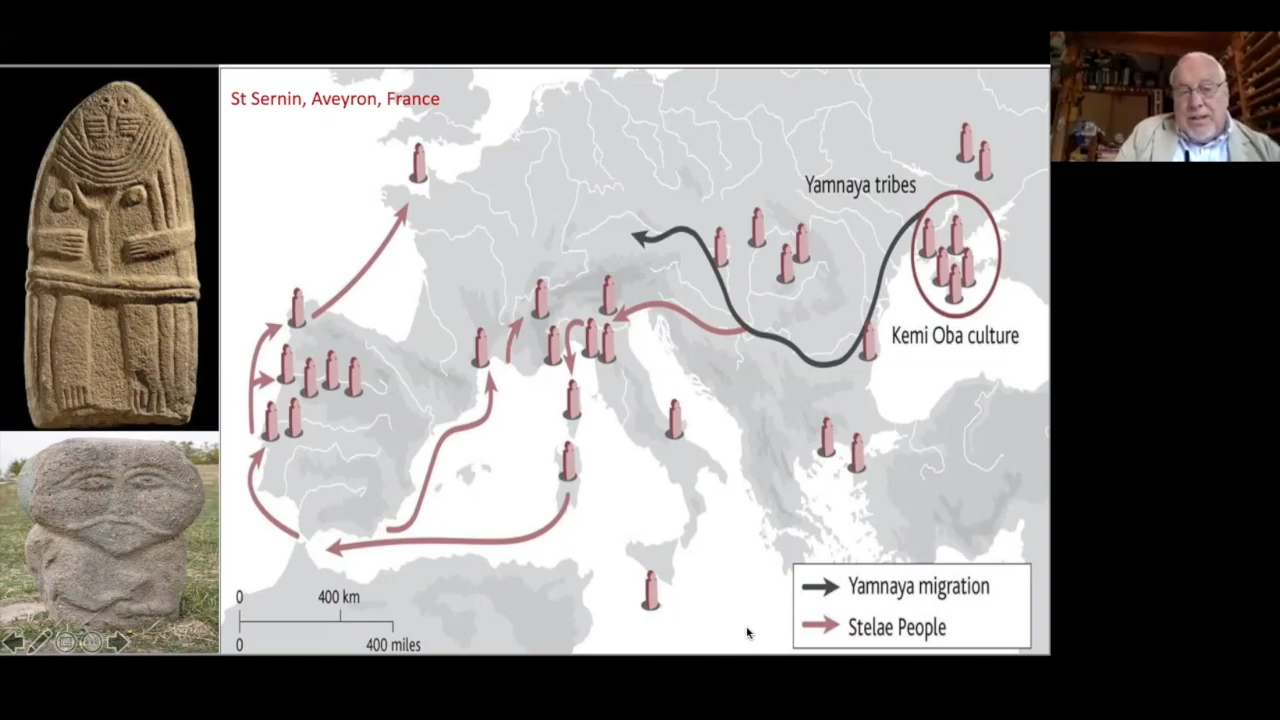 St Sernin, Aveyron, France
Yamnaya tribes
Kemi Oba culture
0
400 km
0
400 miles
Yamnaya migration
Stelae People